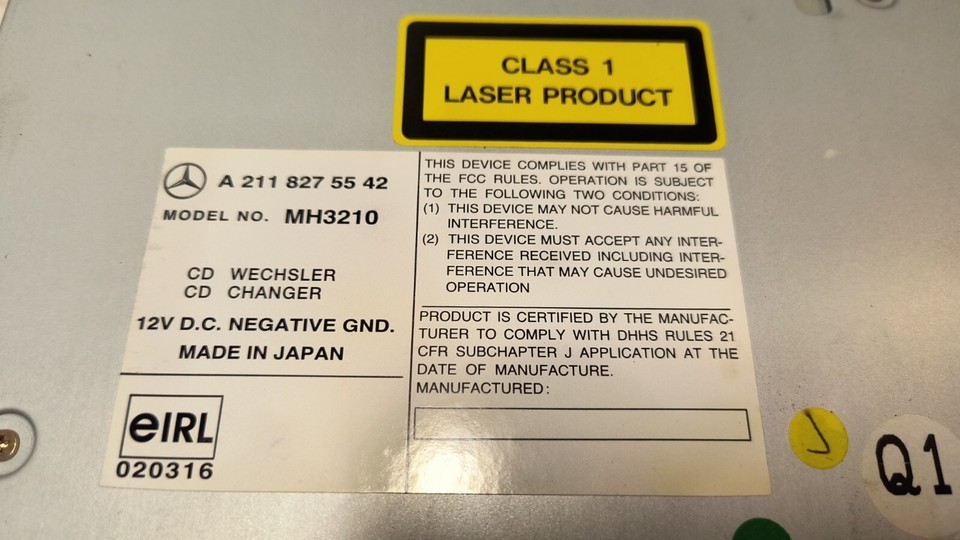 CLASS 1
LASER PRODUCT
A 211 827 55 42
MODEL NO. MH3210
CD WECHSLER
CD CHANGER
12V D.C. NEGATIVE GND.
MADE IN JAPAN
eIRL
020316
THIS DEVICE COMPLIES WITH PART 15 OF
THE FCC RULES. OPERATION IS SUBJECT
TO THE FOLLOWING TWO CONDITIONS:
(1) THIS DEVICE MAY NOT CAUSE HARMFUL
INTERFERENCE.
(2) THIS DEVICE MUST ACCEPT ANY INTER-
FERENCE RECEIVED INCLUDING INTER-
FERENCE THAT MAY CAUSE UNDESIRED
OPERATION
PRODUCT IS CERTIFIED BY THE MANUFAC-
TURER TO COMPLY WITH DHHS RULES 21
CFR SUBCHAPTER J APPLICATION AT THE
DATE OF MANUFACTURE.
MANUFACTURED:
J
Q1